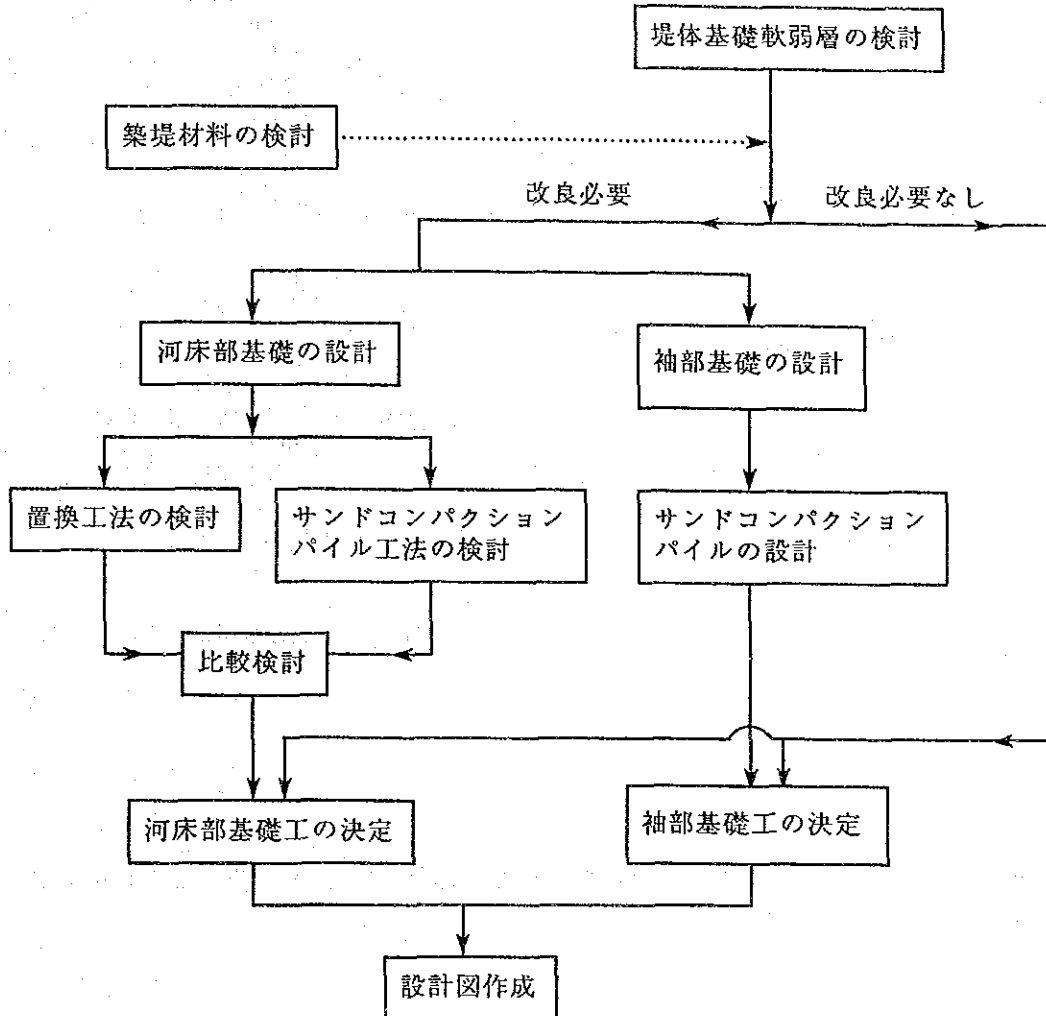 堤体基礎軟弱層の検討
築堤材料の検討
改良必要
改良必要なし
河床部基礎の設計
袖部基礎の設計
置換工法の検討
サンドコンパクション
パイル工法の検討
サンドコンパクション
パイルの設計
比較検討
河床部基礎工の決定
袖部基礎工の決定
設計図作成